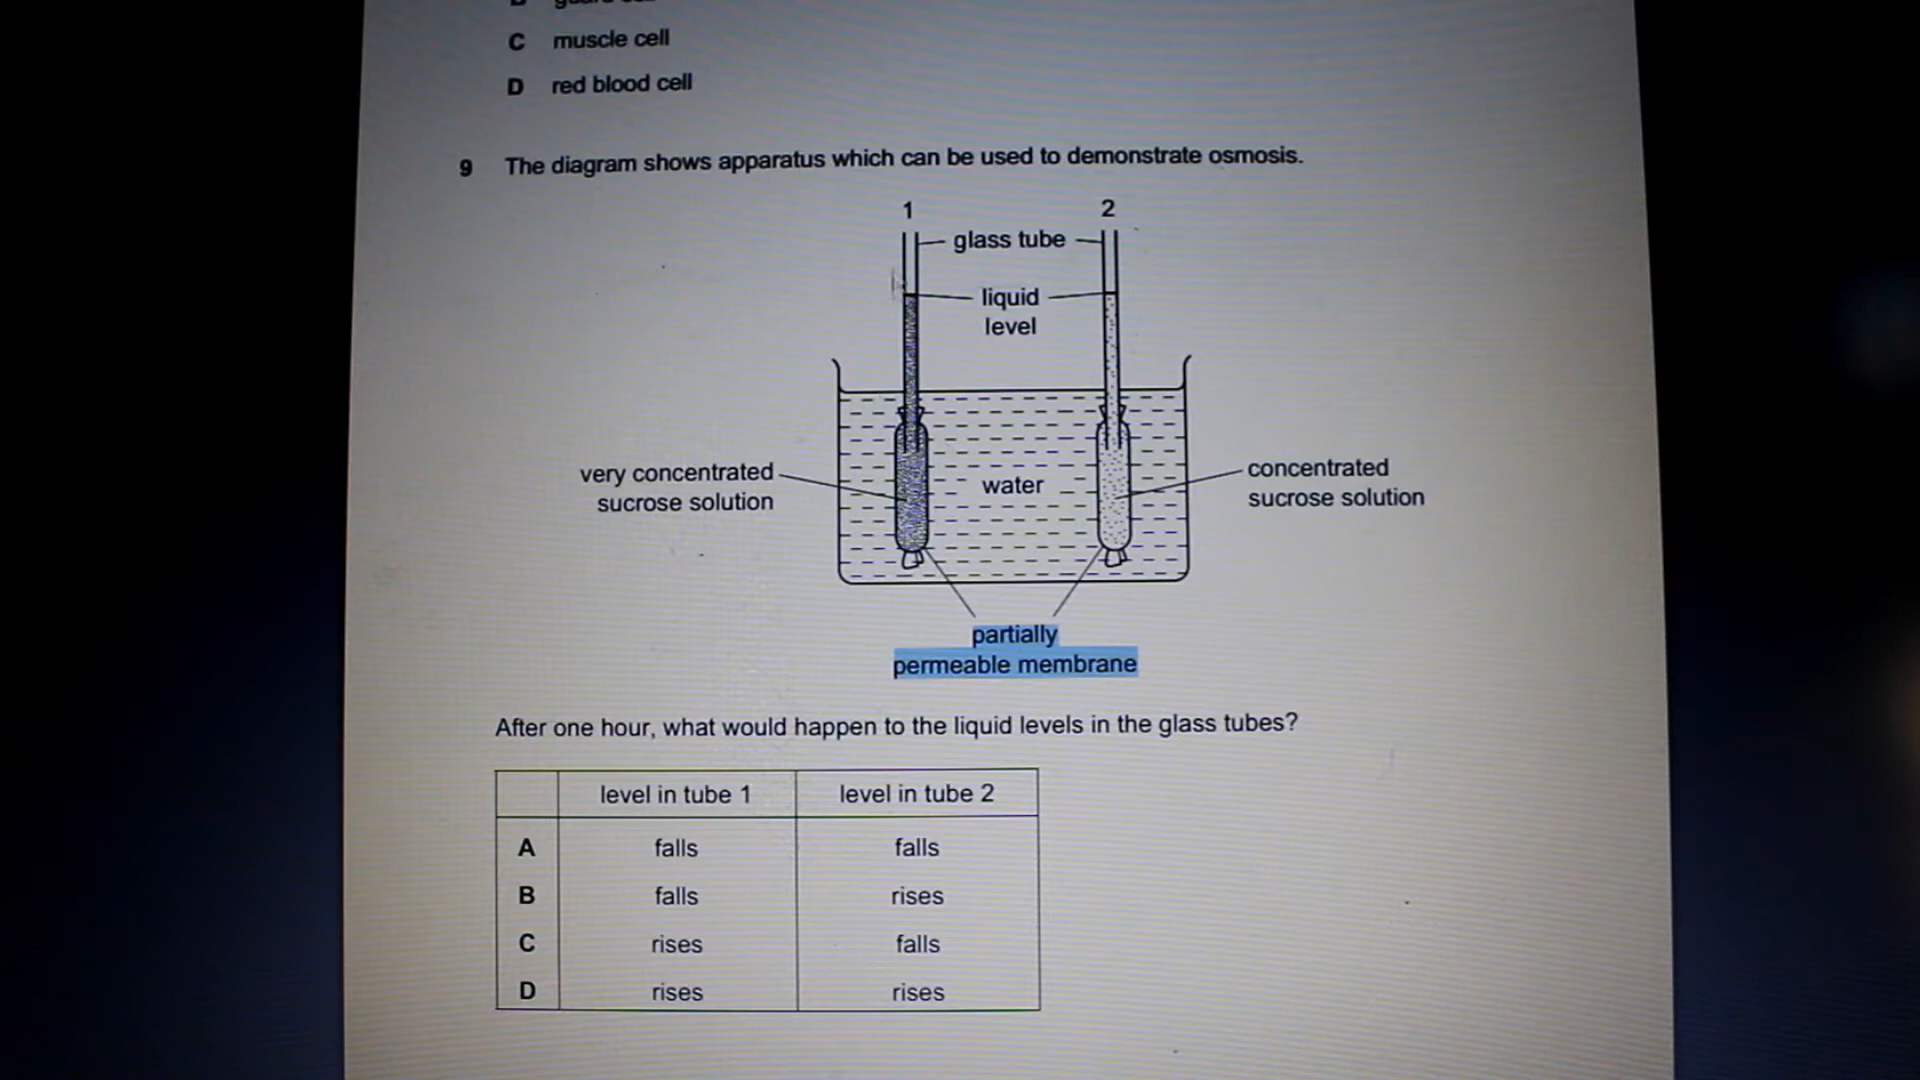 C muscle cell
D red blood cell
9 The diagram shows apparatus which can be used to demonstrate osmosis.
1 2
glass tube
liquid
level
very concentrated
sucrose solution
water
concentrated
sucrose solution
partially
permeable membrane
After one hour, what would happen to the liquid levels in the glass tubes?
level in tube 1 level in tube 2
A falls falls
B falls rises
C rises falls
D rises rises